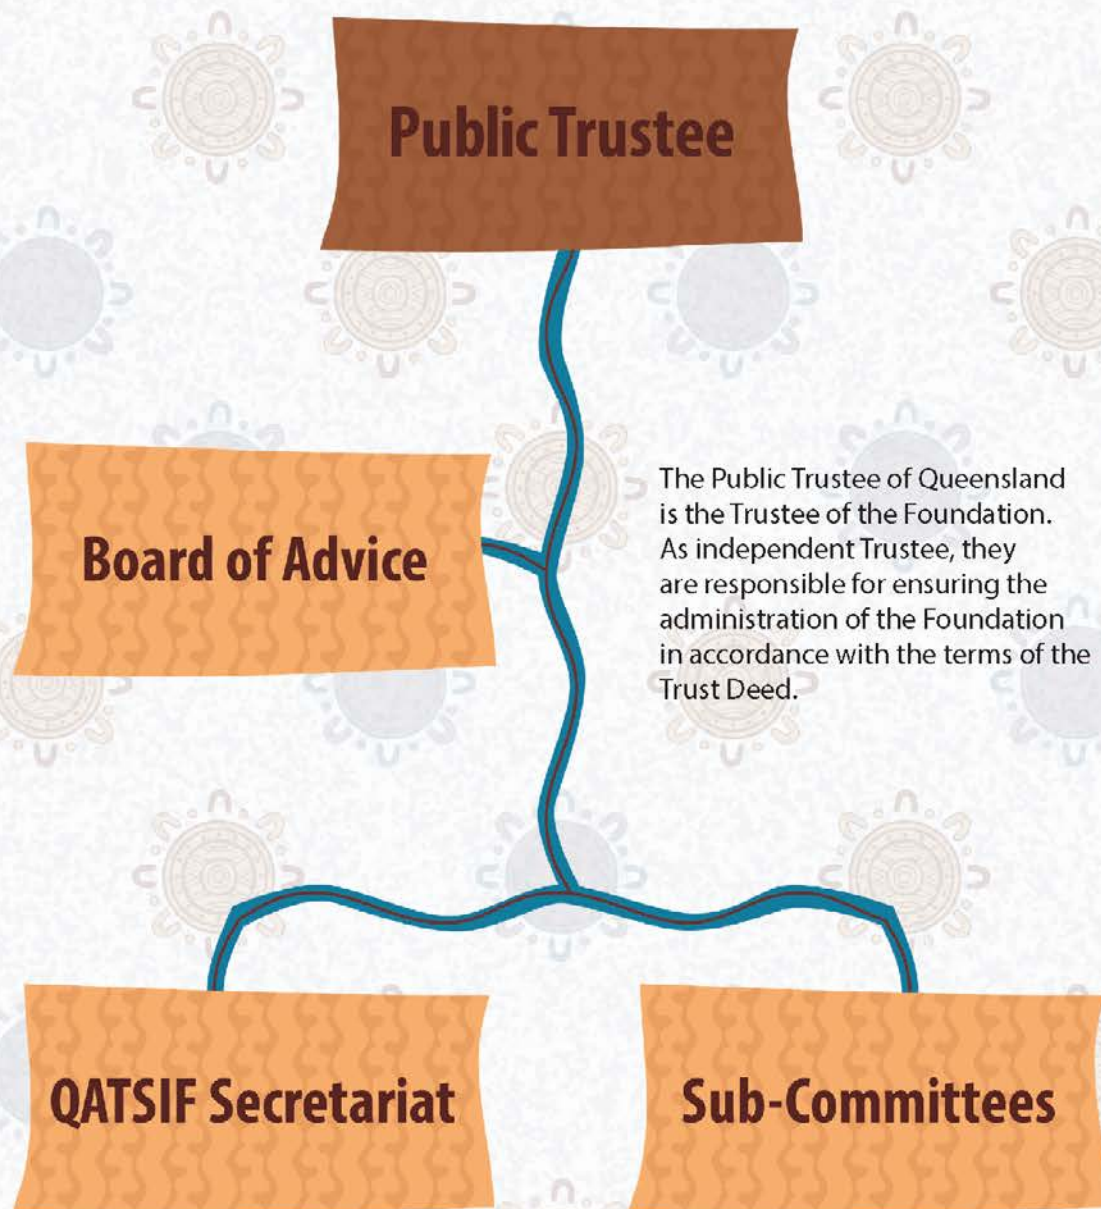 Public Trustee
Board of Advice
The Public Trustee of Queensland
is the Trustee of the Foundation.
As independent Trustee, they
are responsible for ensuring the
administration of the Foundation
in accordance with the terms of the
Trust Deed.
QATSIF Secretariat
Sub-Committees